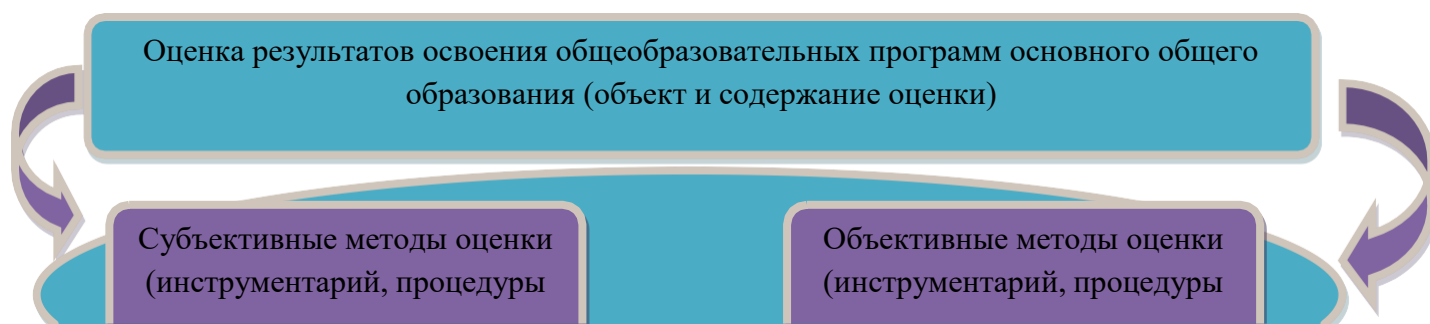 Оценка результатов освоения общеобразовательных программ основного общего
образования (объект и содержание оценки)
Субъективные методы оценки
(инструментарий, процедуры
Объективные методы оценки
(инструментарий, процедуры